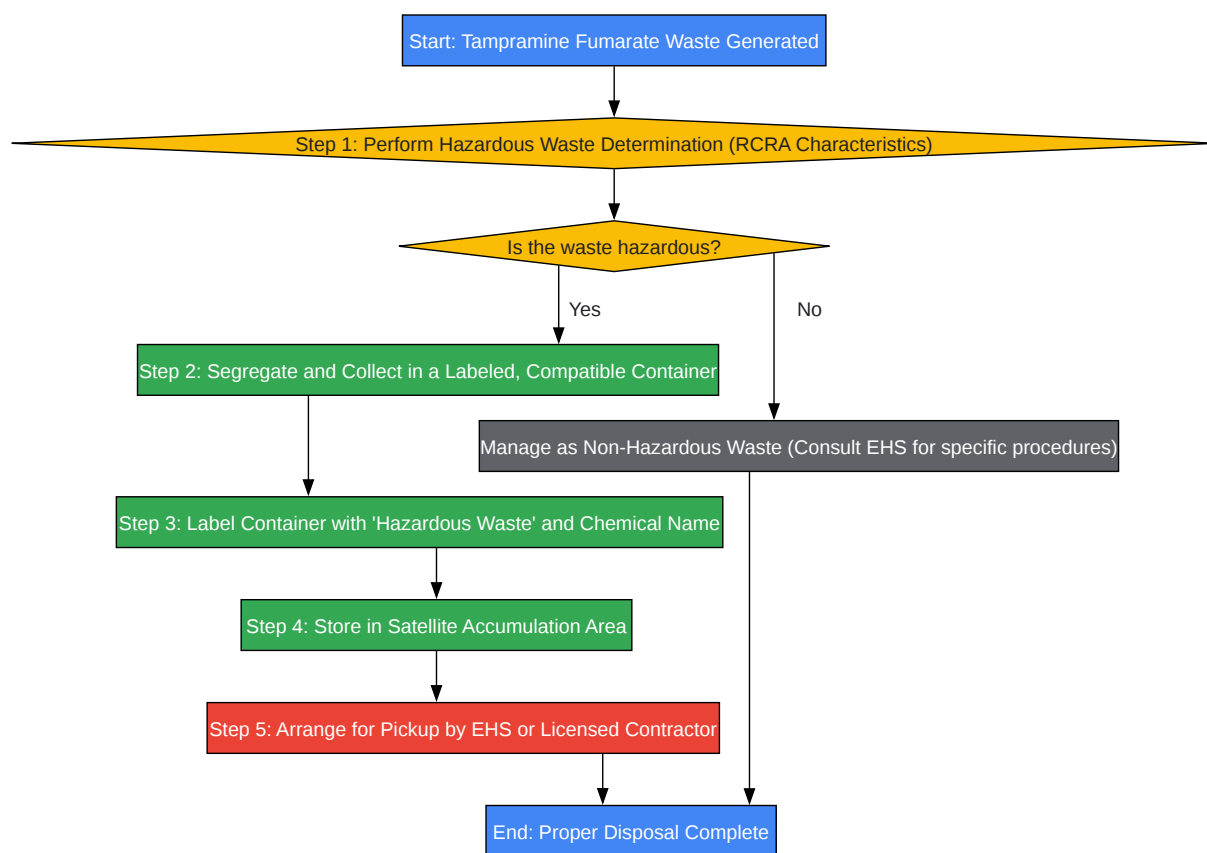 Start: Tampramine Fumarate Waste Generated
Step 1: Perform Hazardous Waste Determination (RCRA Characteristics)
Is the waste hazardous?
Yes
No
Step 2: Segregate and Collect in a Labeled, Compatible Container
Manage as Non-Hazardous Waste (Consult EHS for specific procedures)
Step 3: Label Container with 'Hazardous Waste' and Chemical Name
Step 4: Store in Satellite Accumulation Area
Step 5: Arrange for Pickup by EHS or Licensed Contractor
End: Proper Disposal Complete